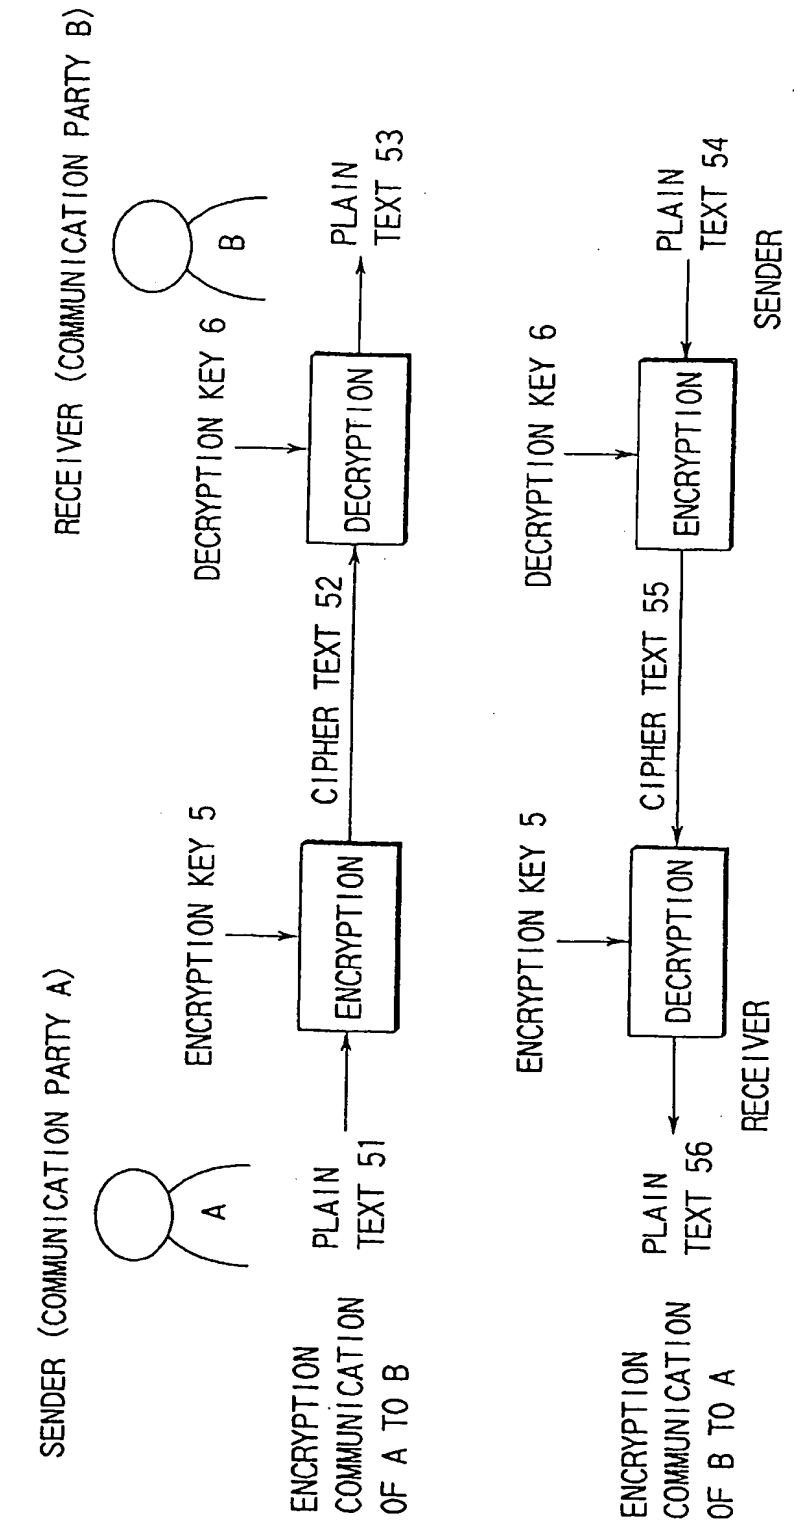 SENDER (COMMUNICATION PARTY A)
RECEIVER (COMMUNICATION PARTY B)
A
B
ENCRYPTION KEY 5
DECRYPTION KEY 6
ENCRYPTION
COMMUNICATION
OF A TO B
PLAIN
TEXT 51
ENCRYPTION
CIPHER TEXT 52
DECRYPTION
PLAIN
TEXT 53
ENCRYPTION KEY 5
DECRYPTION KEY 6
ENCRYPTION
COMMUNICATION
OF B TO A
PLAIN
TEXT 56
DECRYPTION
CIPHER TEXT 55
ENCRYPTION
PLAIN
TEXT 54
RECEIVER
SENDER